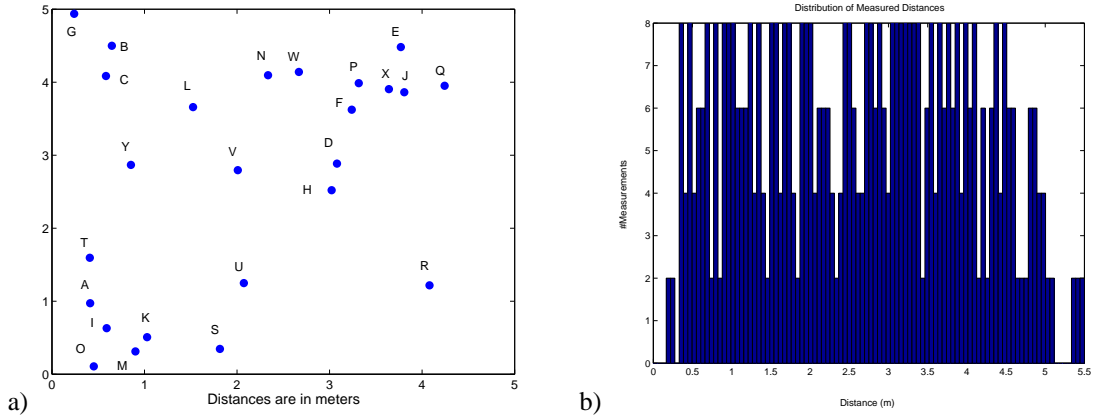 5
4
3
2
1
0
0 1 2 3 4 5
G
B
C
E
N
W
P
X
J
Q
L
F
Y
V
D
H
T
A
I
O
M
K
S
U
R
Distances are in meters
a)
Distribution of Measured Distances
8
7
6
5
4
3
2
1
0
0 0.5 1 1.5 2 2.5 3 3.5 4 4.5 5 5.5
#Measurements
Distance (m)
b)